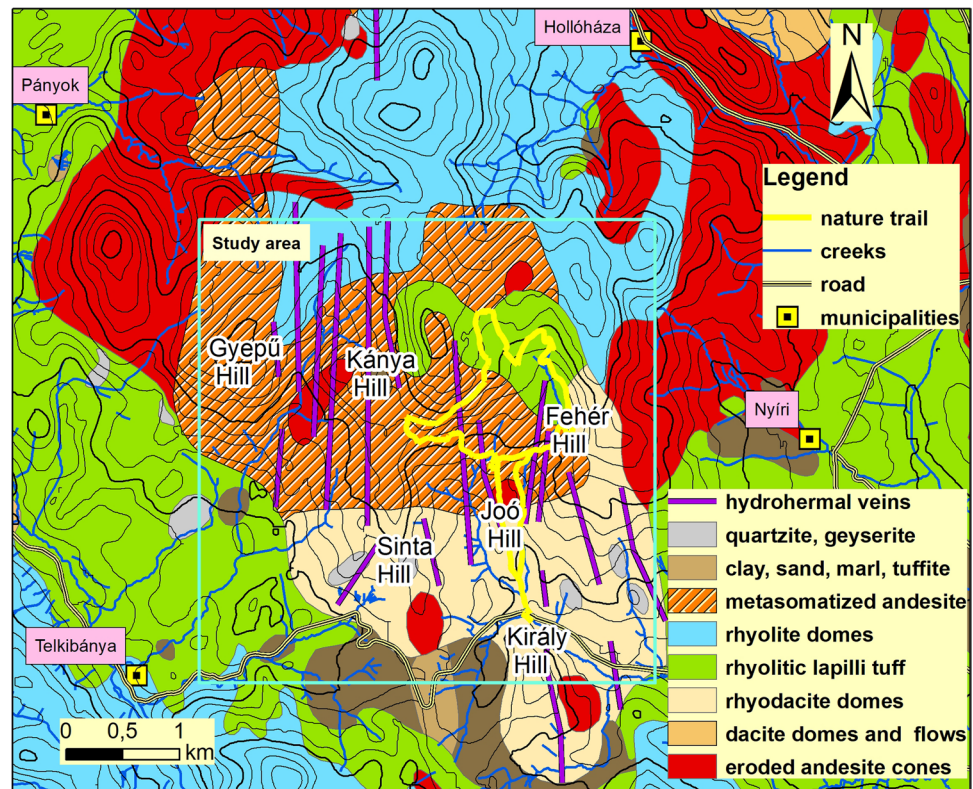 Hollóháza
N
Pányok
Legend
nature trail
creeks
road
municipalities
Study area
Gyepű
Hill
Kánya
Hill
Fehér
Hill
Nyíri
Joó
Hill
Sinta
Hill
Király
Hill
Telkibánya
hydrohermal veins
quartzite, geyserite
clay, sand, marl, tuffite
metasomatized andesite
rhyolite domes
rhyolitic lapilli tuff
rhyodacite domes
dacite domes and flows
eroded andesite cones
0 0,5 1
km